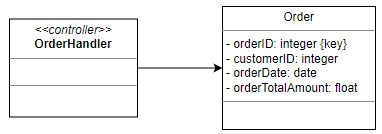 <<controller>>
OrderHandler
Order
- orderID: integer {key}
- customerID: integer
- orderDate: date
- orderTotalAmount: float